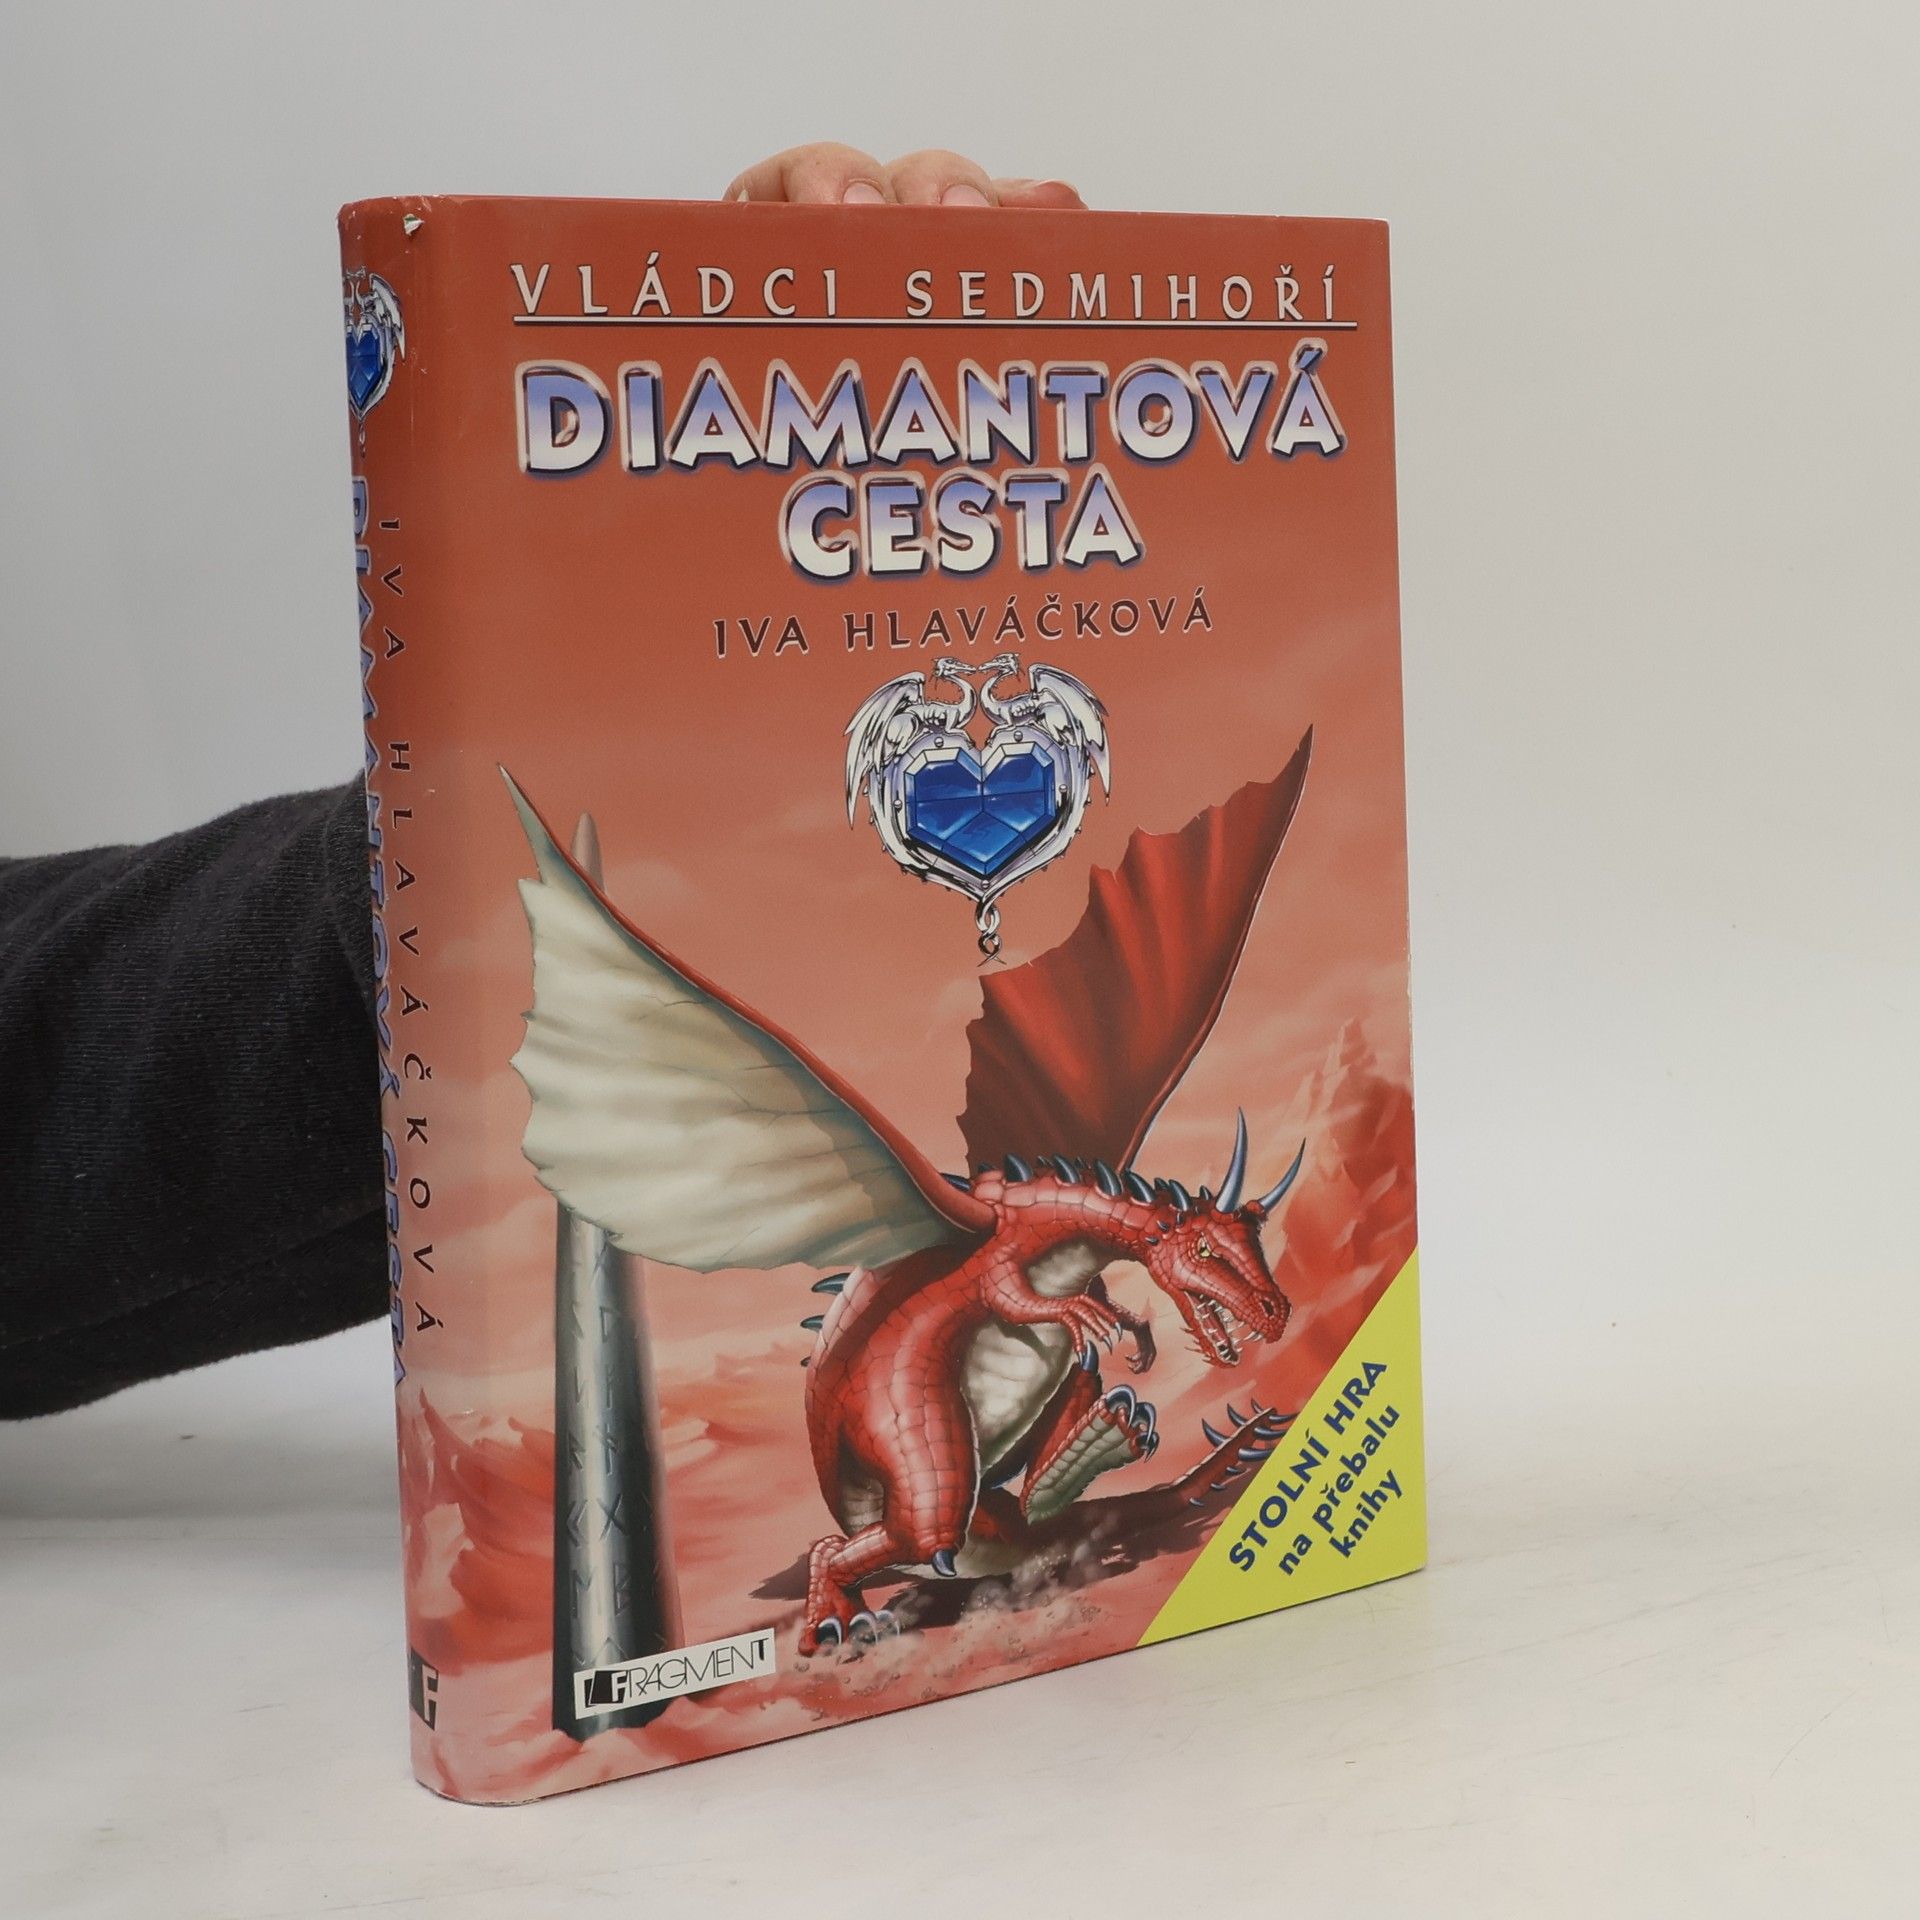 VLÁDCI SEDMIHOŘÍ
DIAMANTOVÁ
CESTA
IVA HLAVÁČKOVÁ
STOLNÍ HRA
na přebalu
knihy
FRAGMENT
IVA HLAVÁČKOVÁ
DIAMANTOVÁ CESTA
F